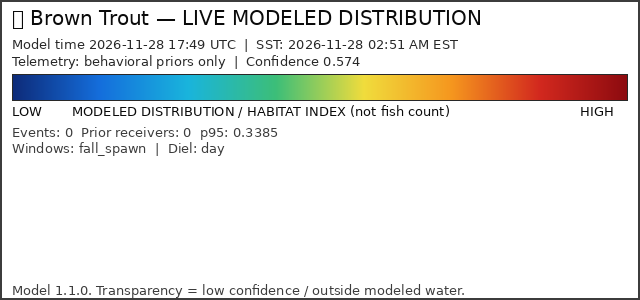 Brown Trout — LIVE MODELED DISTRIBUTION
Model time 2026-11-28 17:49 UTC | SST: 2026-11-28 02:51 AM EST
Telemetry: behavioral priors only | Confidence 0.574
LOW MODELED DISTRIBUTION / HABITAT INDEX (not fish count) HIGH
Events: 0 Prior receivers: 0 p95: 0.3385
Windows: fall_spawn | Diel: day
Model 1.1.0. Transparency = low confidence / outside modeled water.